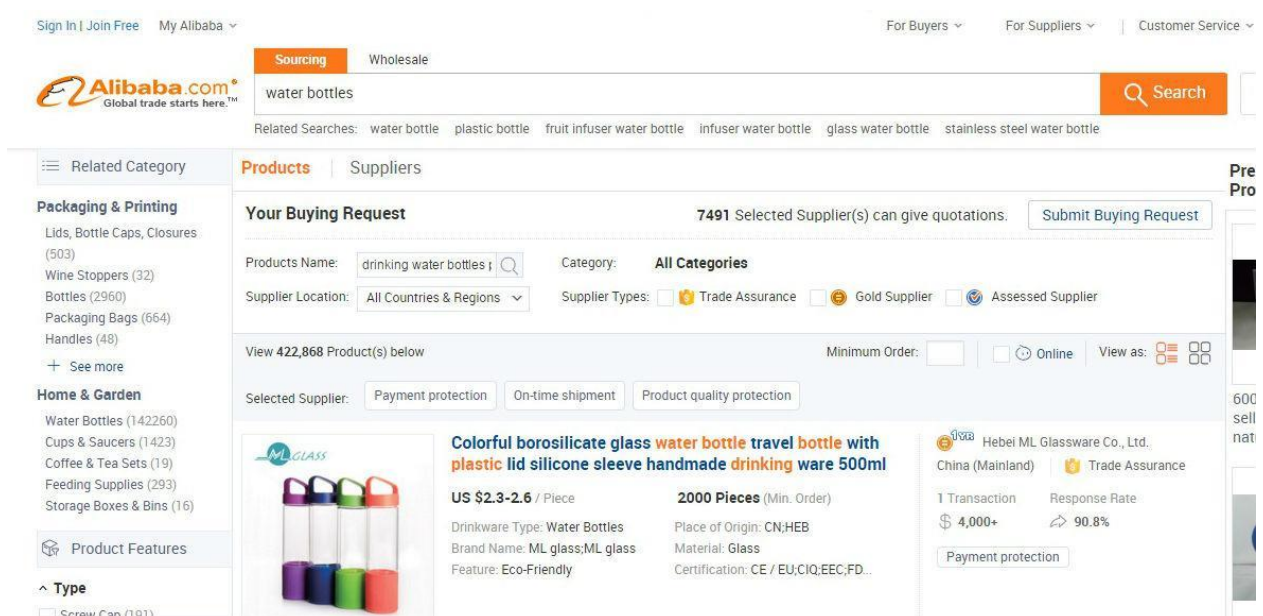 Sign In | Join Free My Alibaba For Buyers For Suppliers | Customer Service
Sourcing Wholesale
Alibaba.com
Global trade starts here.™
water bottles
Search
Related Searches: water bottle plastic bottle fruit infuser water bottle infuser water bottle glass water bottle stainless steel water bottle
Related Category
Packaging & Printing
Lids, Bottle Caps, Closures
(503)
Wine Stoppers (32)
Bottles (2960)
Packaging Bags (664)
Handles (48)
+ See more
Home & Garden
Water Bottles (142260)
Cups & Saucers (1423)
Coffee & Tea Sets (19)
Feeding Supplies (293)
Storage Boxes & Bins (16)
Product Features
Type
Screw Cap (191)
Products | Suppliers
Your Buying Request 7491 Selected Supplier(s) can give quotations. Submit Buying Request
Products Name: drinking water bottles Category: All Categories
Supplier Location: All Countries & Regions Supplier Types: Trade Assurance Gold Supplier Assessed Supplier
View 422,868 Product(s) below Minimum Order: Online View as:
Selected Supplier: Payment protection On-time shipment Product quality protection
ML GLASS
Colorful borosilicate glass water bottle travel bottle with
plastic lid silicone sleeve handmade drinking ware 500ml
US $2.3-2.6 / Piece 2000 Pieces (Min. Order)
Drinkware Type: Water Bottles Place of Origin: CN;HEB
Brand Name: ML glass;ML glass Material: Glass
Feature: Eco-Friendly Certification: CE / EU;CIQ;EEC;FD...
Hebei ML Glassware Co., Ltd.
China (Mainland) Trade Assurance
1 Transaction Response Rate
$ 4,000+ 90.8%
Payment protection
Pre
Pro
600
sell